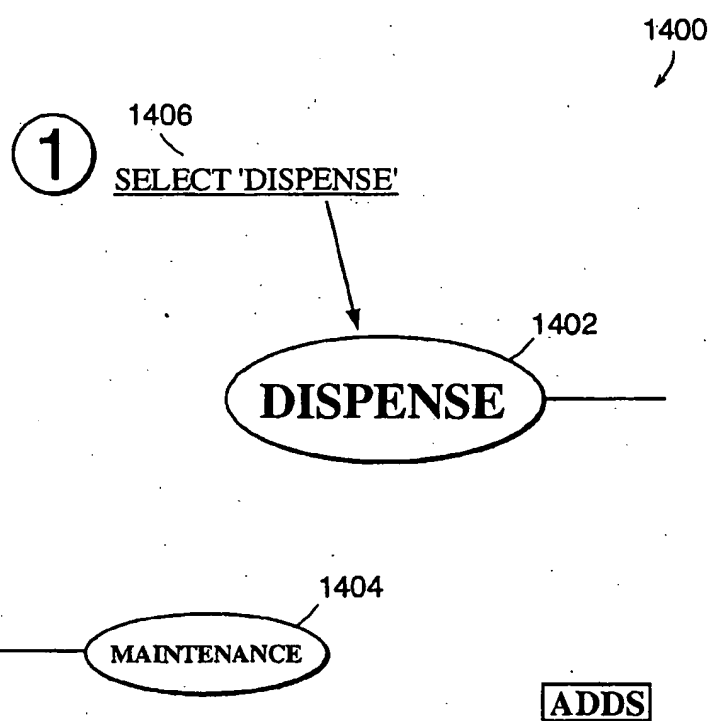 1400
1406
1
SELECT 'DISPENSE'
1402
DISPENSE
1404
MAINTENANCE
ADDS